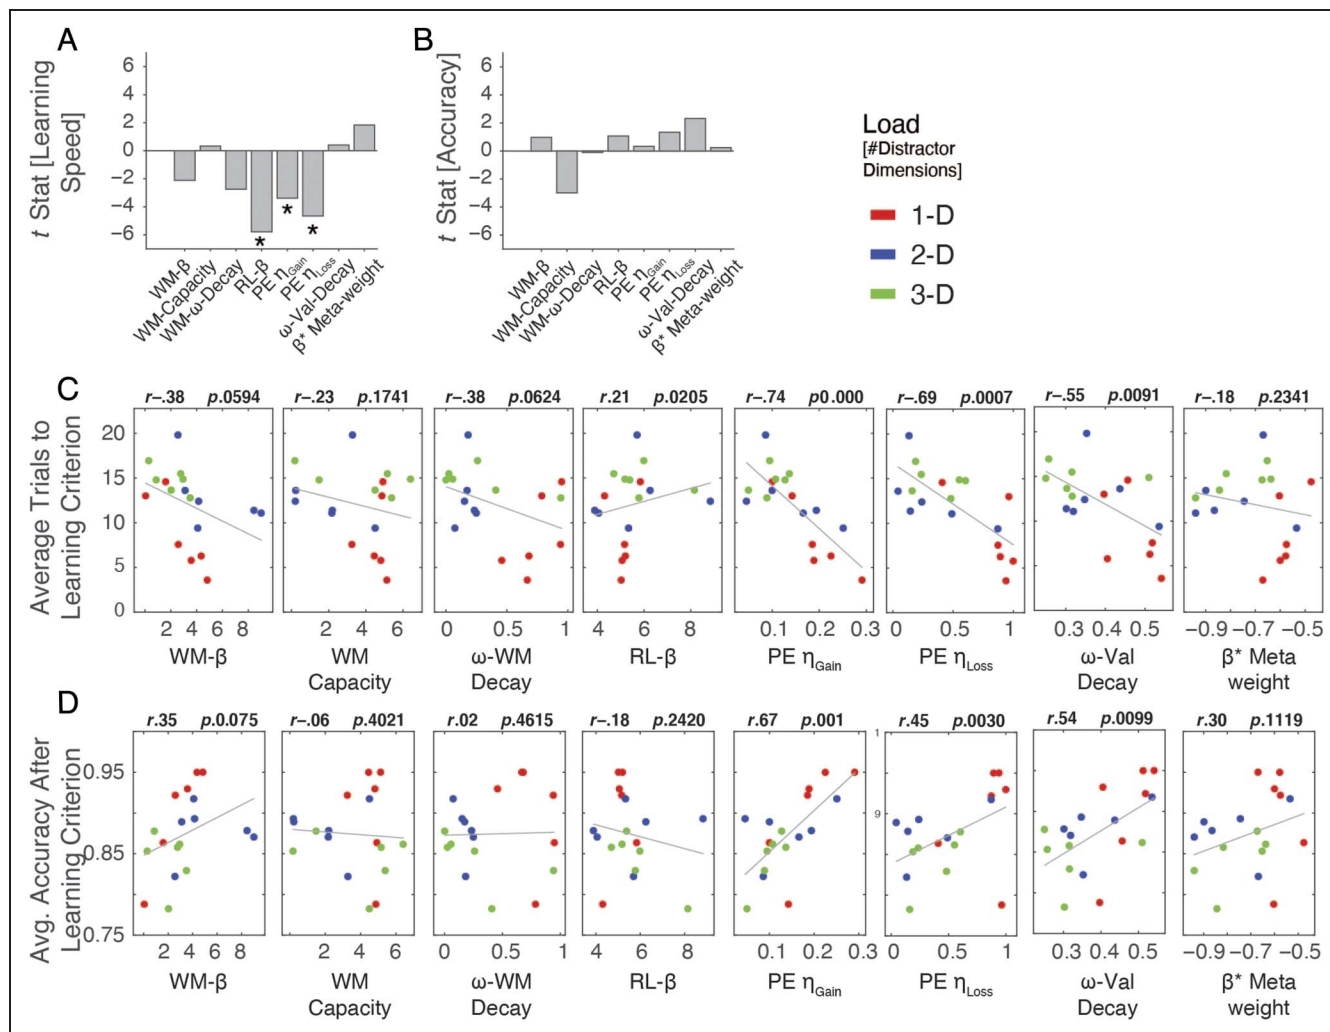 A
t Stat [Learning
Speed]
6
4
2
0
−2
−4
−6
*
*
*
WM-β
WM-Capacity
WM-ω-Decay
RL-β
PE ηGain
PE ηLoss
ω-Val-Decay
β* Meta-weight
B
t Stat [Accuracy]
6
4
2
0
−2
−4
−6
WM-β
WM-Capacity
WM-ω-Decay
RL-β
PE ηGain
PE ηLoss
ω-Val-Decay
β* Meta-weight
Load
[#Distractor
Dimensions]
1-D
2-D
3-D
C
Average Trials to
Learning Criterion
r−.38 p.0594
r−.23 p.1741
r−.38 p.0624
r.21 p.0205
r−.74 p0.000
r−.69 p.0007
r−.55 p.0091
r−.18 p.2341
20
15
10
5
0
2 4 6 8
0 2 4 6
0 0.5 1
4 6 8
0.1 0.2 0.3
0 0.5 1
0.3 0.4 0.5
−0.9 −0.7 −0.5
WM-β
WM
Capacity
ω-WM
Decay
RL-β
PE ηGain
PE ηLoss
ω-Val
Decay
β* Meta
weight
D
Avg. Accuracy After
Learning Criterion
r.35 p.0.075
r−.06 p.4021
r.02 p.4615
r−.18 p.2420
r.67 p.001
r.45 p.0030
r.54 p.0099
r.30 p.1119
0.95
0.85
0.75
1
9
0 2 4 6 8
0 2 4 6
0 0.5 1
4 6 8
0.1 0.2 0.3
0 0.5 1
0.3 0.4 0.5
−0.9 −0.7 −0.5
WM-β
WM
Capacity
ω-WM
Decay
RL-β
PE ηGain
PE ηLoss
ω-Val
Decay
β* Meta
weight